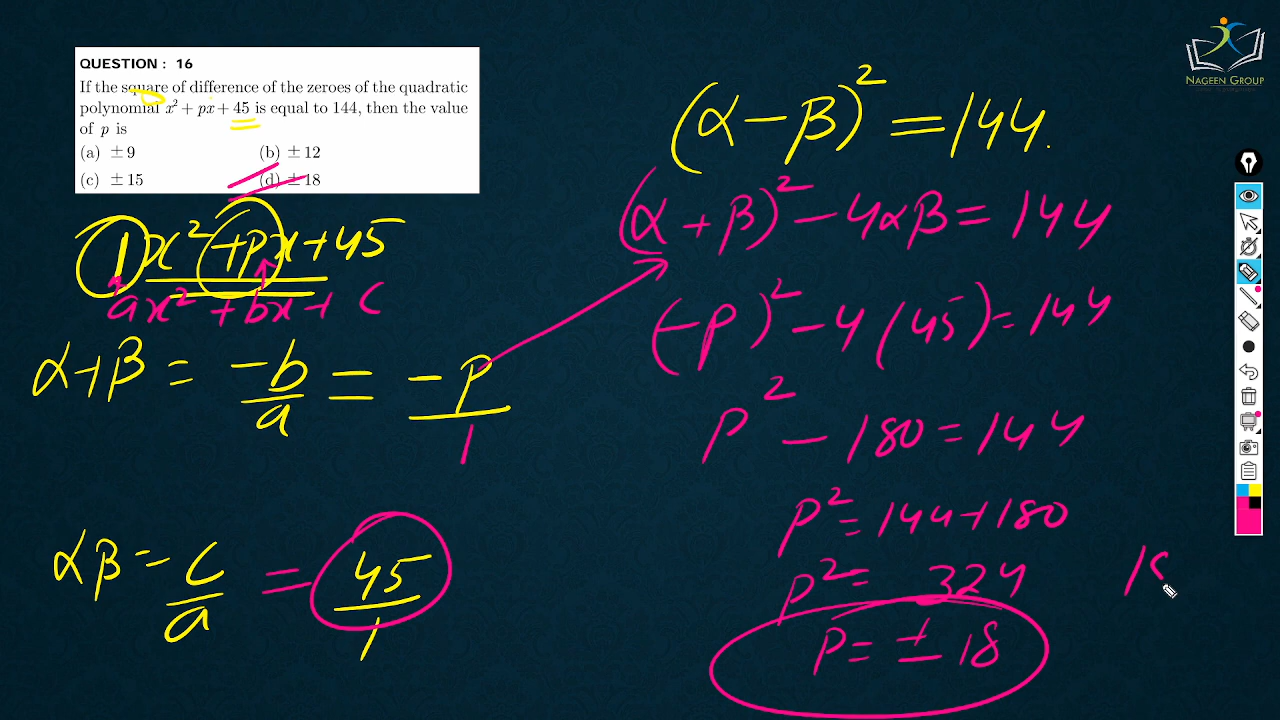 QUESTION : 16
If the square of difference of the zeroes of the quadratic
polynomial x² + px + 45 is equal to 144, then the value
of p is
(a) ± 9 (b) ± 12
(c) ± 15 (d) ± 18
1x² + px + 45
ax² + bx + c
α + β = -b/a = -p/1
αβ = c/a = 45/1
(α - β)² = 144.
(α + β)² - 4αβ = 144
(-p)² - 4(45) = 144
p² - 180 = 144
p² = 144 + 180
p² = 324
p = ± 18
NAGEEN GROUP